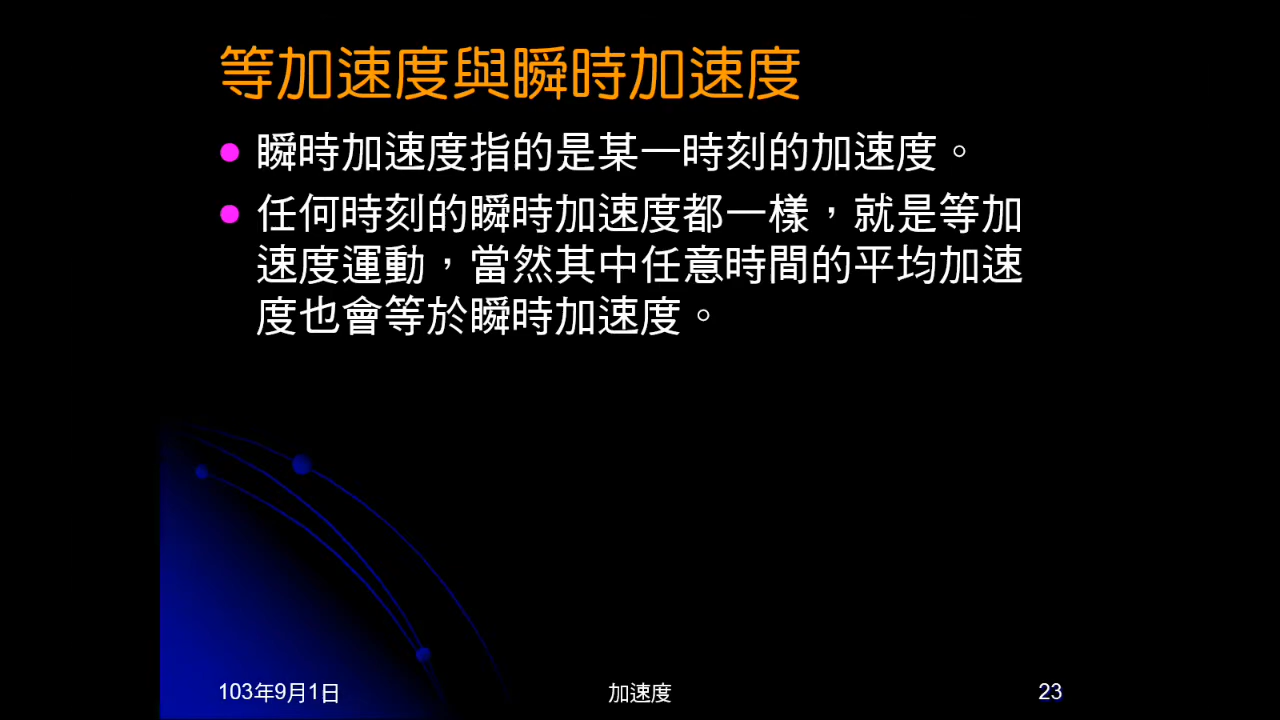 等加速度與瞬時加速度
瞬時加速度指的是某一時刻的加速度。
任何時刻的瞬時加速度都一樣，就是等加
速度運動，當然其中任意時間的平均加速
度也會等於瞬時加速度。
103年9月1日
加速度
23